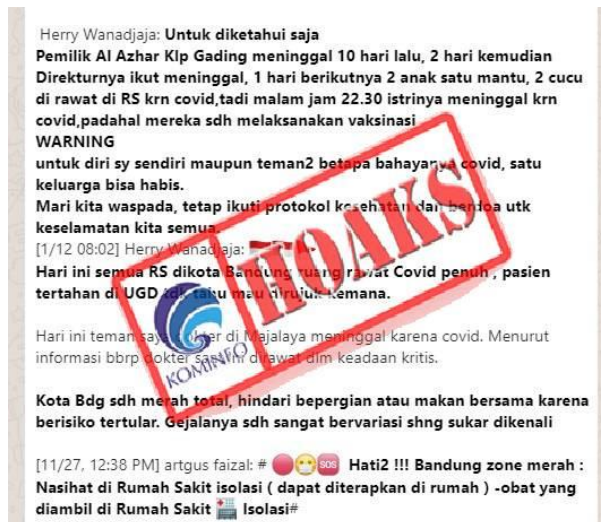 Herry Wanadjaja: Untuk diketahui saja
Pemilik Al Azhar Klp Gading meninggal 10 hari lalu, 2 hari kemudian
Direkturnya ikut meninggal, 1 hari berikutnya 2 anak satu mantu, 2 cucu
di rawat di RS krn covid,tadi malam jam 22.30 istrinya meninggal krn
covid,padahal mereka sdh melaksanakan vaksinasi
WARNING
untuk diri sy sendiri maupun teman2 betapa bahayanya covid, satu
keluarga bisa habis.
Mari kita waspada, tetap ikuti protokol kesehatan dan berdoa utk
keselamatan kita semua.
[1/12 08:02] Herry Wanadjaja:
Hari ini semua RS dikota Bandung ruang rawat Covid penuh , pasien
tertahan di UGD tdk tahu mau dirujuk kemana.
Hari ini teman saya dokter di Majalaya meninggal karena covid. Menurut
informasi bbrp dokter saat ini dirawat dlm keadaan kritis.
Kota Bdg sdh merah total, hindari bepergian atau makan bersama karena
berisiko tertular. Gejalanya sdh sangat bervariasi shng sukar dikenali
[11/27, 12:38 PM] artgus faizal: # 🔴😷🆘 Hati2 !!! Bandung zone merah :
Nasihat di Rumah Sakit isolasi ( dapat diterapkan di rumah ) -obat yang
diambil di Rumah Sakit 🏥 Isolasi#
KOMINFO
HOAKS